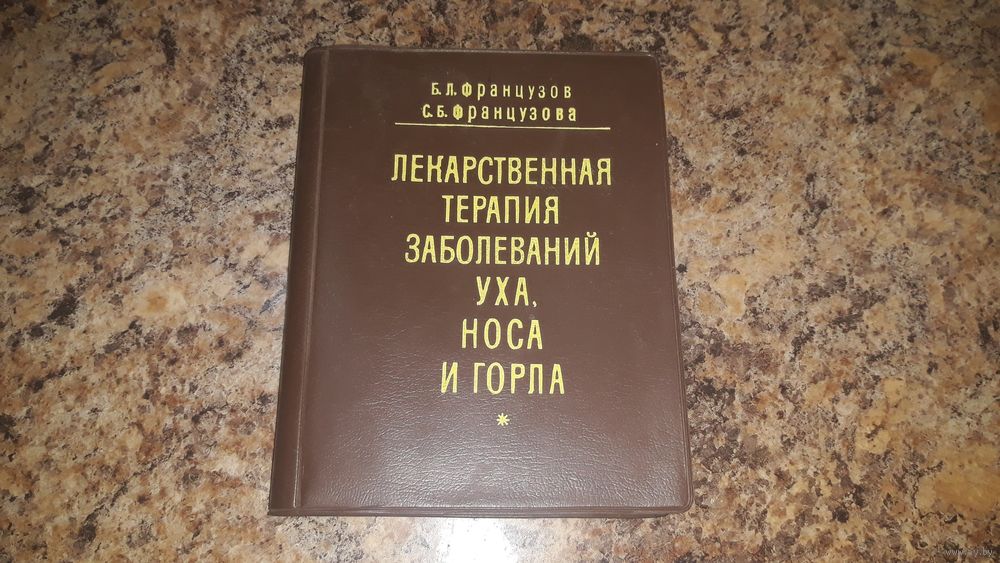 Б.Л.Французов
С.Б.Французова
ЛЕКАРСТВЕННАЯ
ТЕРАПИЯ
ЗАБОЛЕВАНИЙ
УХА,
НОСА
И ГОРЛА
*